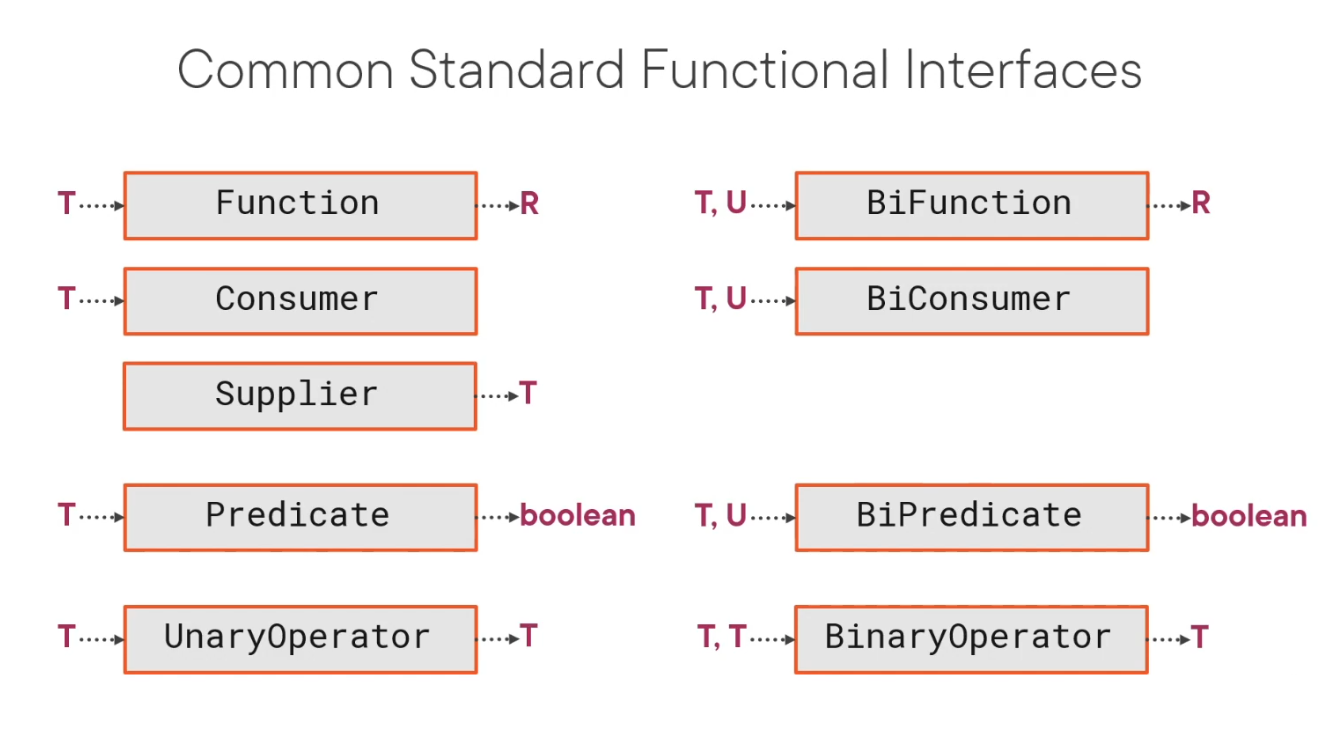 Common Standard Functional Interfaces
T Function R
T, U BiFunction R
T Consumer
T, U BiConsumer
Supplier T
T Predicate boolean
T, U BiPredicate boolean
T UnaryOperator T
T, T BinaryOperator T